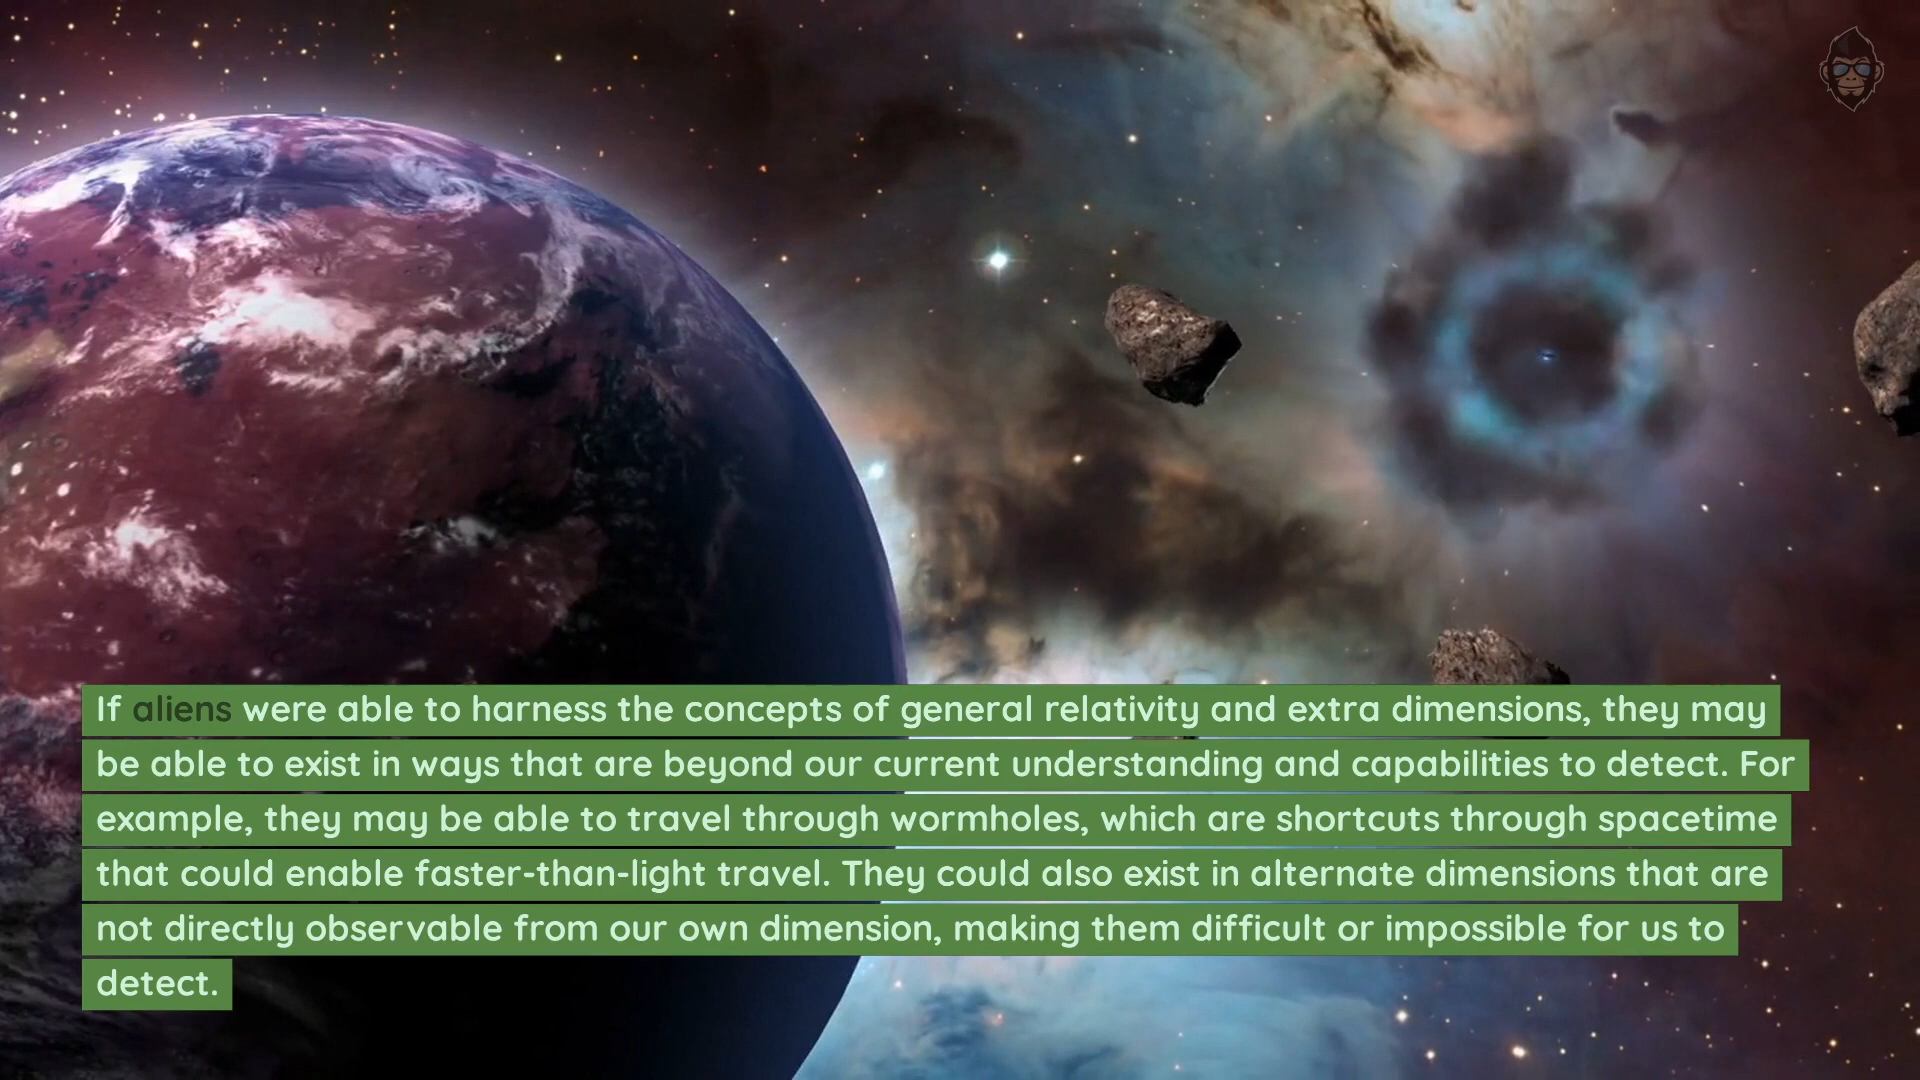 If aliens were able to harness the concepts of general relativity and extra dimensions, they may
be able to exist in ways that are beyond our current understanding and capabilities to detect. For
example, they may be able to travel through wormholes, which are shortcuts through spacetime
that could enable faster-than-light travel. They could also exist in alternate dimensions that are
not directly observable from our own dimension, making them difficult or impossible for us to
detect.